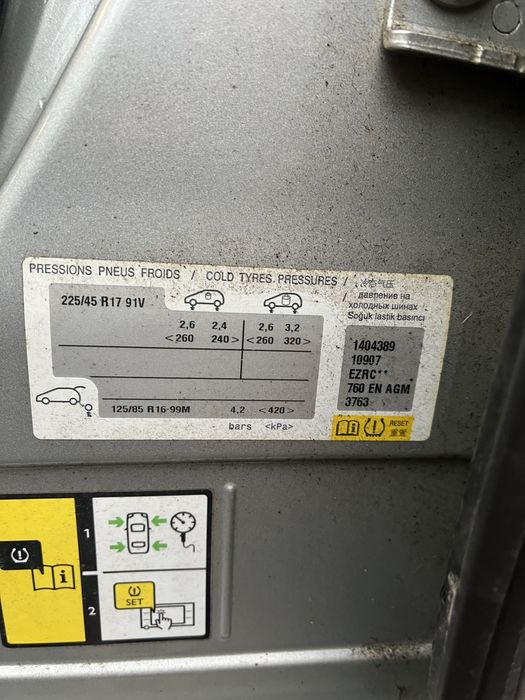 PRESSIONS PNEUS FROIDS / COLD TYRES PRESSURES / 冷态气压
/ давление на
холодных шинах
Soğuk lastik basıncı
225/45 R17 91V
2,6 2,4 2,6 3,2
<260 240> <260 320>
125/85 R16 99M 4,2 <420>
bars <kPa>
1404389
10907
EZRC**
760 EN AGM
3763
i RESET
重置
1
i
2
SET